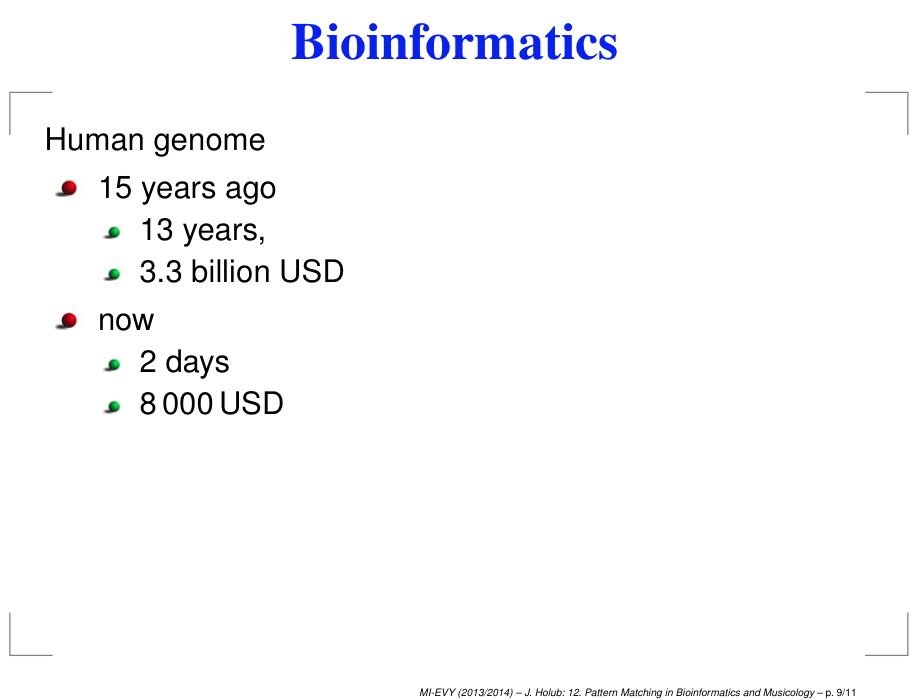 Bioinformatics
Human genome
15 years ago
13 years,
3.3 billion USD
now
2 days
8 000 USD
MI-EVY (2013/2014) – J. Holub: 12. Pattern Matching in Bioinformatics and Musicology – p. 9/11